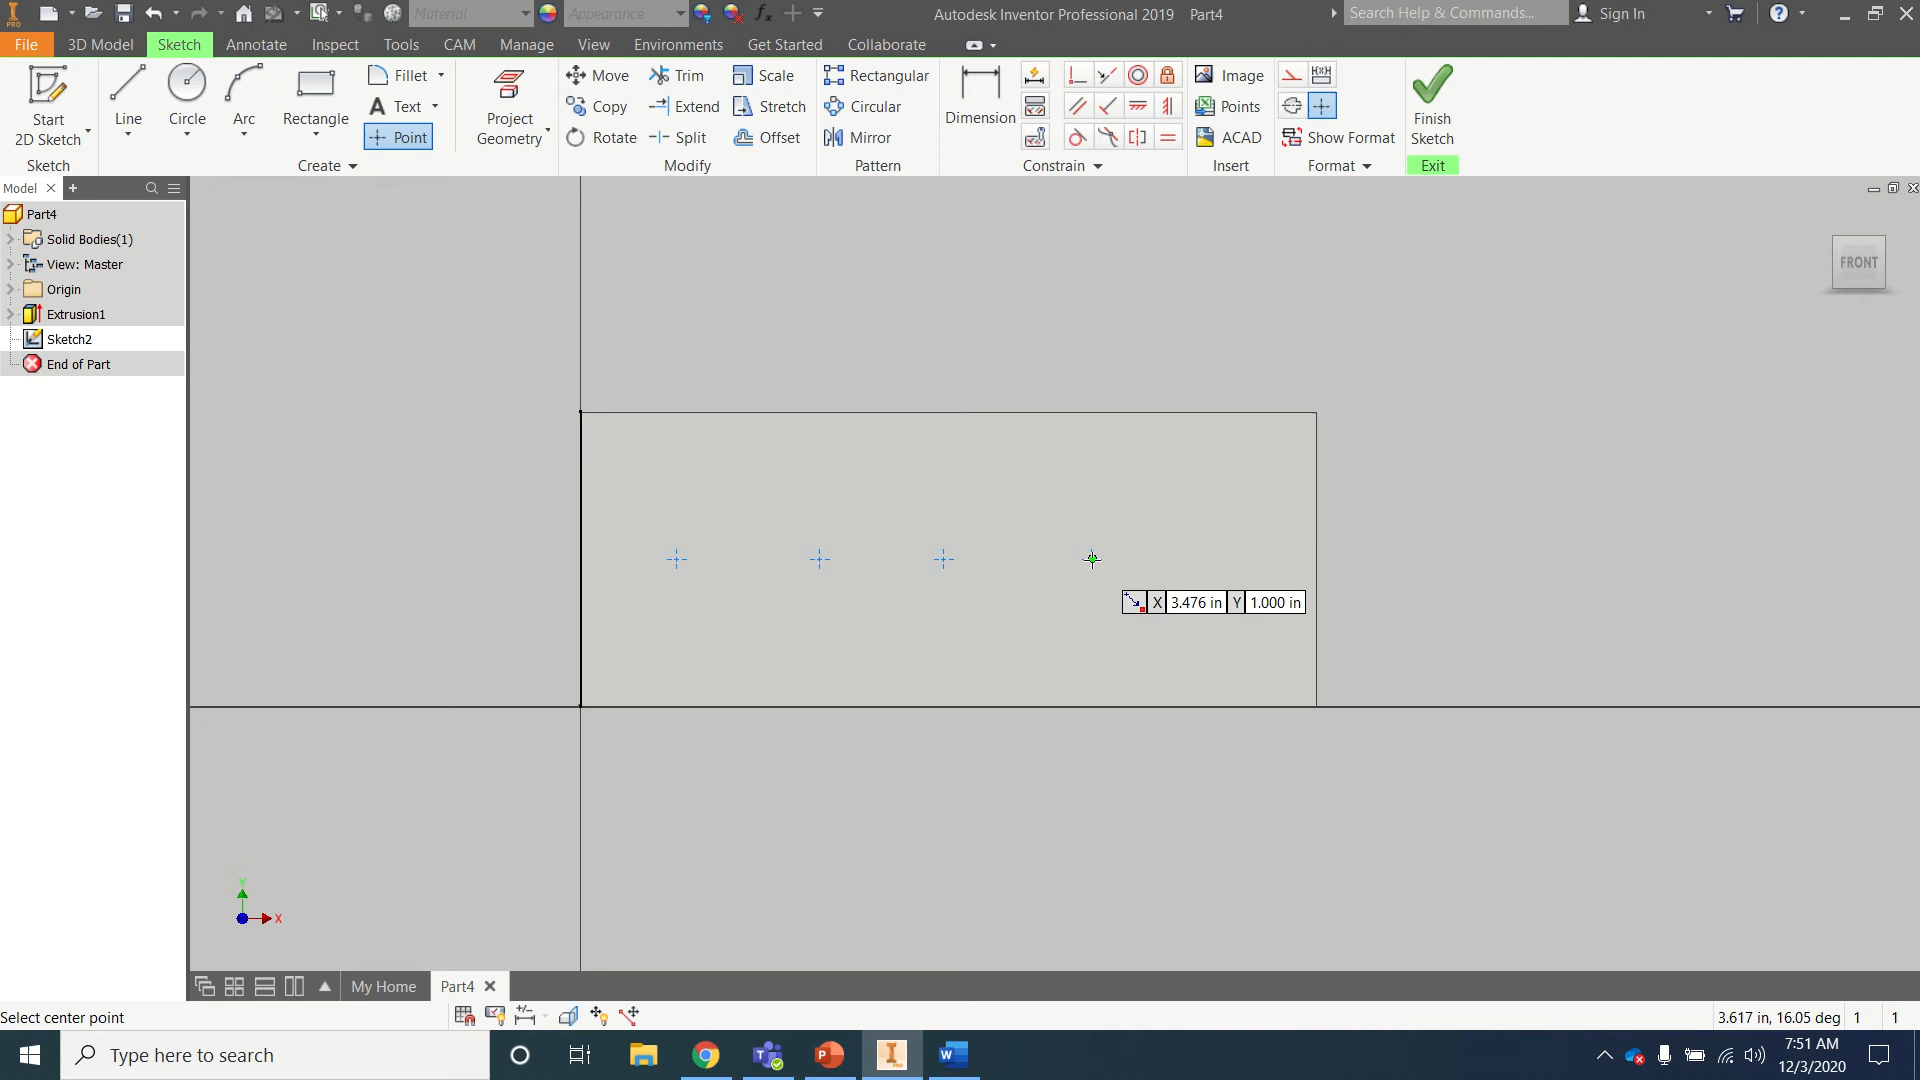 PRO
Material
Appearance
fx
Autodesk Inventor Professional 2019 Part4
Search Help & Commands...
Sign In
File 3D Model Sketch Annotate Inspect Tools CAM Manage View Environments Get Started Collaborate
Start
2D Sketch
Line
Circle
Arc
Rectangle
Fillet
Text
Point
Project
Geometry
Move
Copy
Rotate
Trim
Extend
Split
Scale
Stretch
Offset
Rectangular
Circular
Mirror
Dimension
Image
Points
ACAD
Show Format
Finish
Sketch
Sketch Create Modify Pattern Constrain Insert Format Exit
Model
Part4
Solid Bodies(1)
View: Master
Origin
Extrusion1
Sketch2
End of Part
FRONT
X 3.476 in Y 1.000 in
Y
X
My Home Part4
Select center point
3.617 in, 16.05 deg 1 1
Type here to search
7:51 AM
12/3/2020